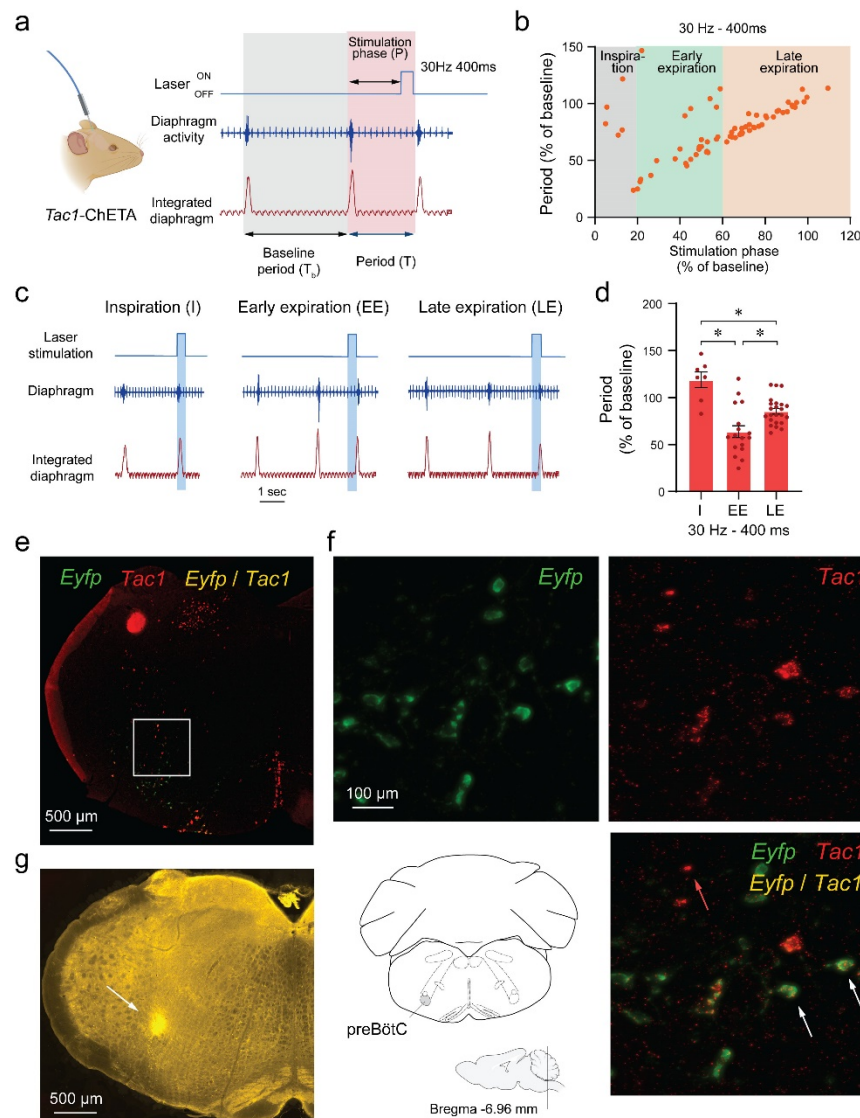 a
Stimulation
phase (P)
30Hz 400ms
Laser
ON
OFF
Diaphragm
activity
Integrated
diaphragm
Tac1-ChETA
Baseline
period (Tb)
Period (T)
b
30 Hz - 400ms
Inspira-
tion
Early
expiration
Late
expiration
Period (% of baseline)
150
100
50
0
0
20
40
60
80
100
120
Stimulation phase
(% of baseline)
c
Inspiration (I)
Early expiration (EE)
Late expiration (LE)
Laser
stimulation
Diaphragm
Integrated
diaphragm
1 sec
d
Period
(% of baseline)
200
150
100
50
0
*
*
*
I
EE
LE
30 Hz - 400 ms
e
Eyfp
Tac1
Eyfp / Tac1
500 µm
f
Eyfp
100 µm
Tac1
Eyfp Tac1
Eyfp / Tac1
g
500 µm
preBötC
Bregma -6.96 mm